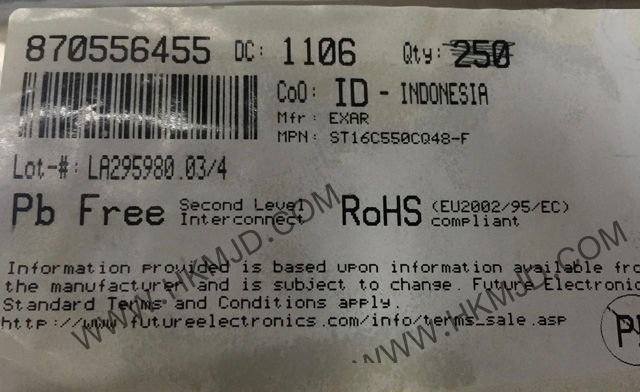 870556455 DC: 1106 Qty: 250
CoO: ID - INDONESIA
Mfr: EXAR
MPN: ST16C550CQ48-F
Lot-#: LA295980.03/4
Pb Free Second Level Interconnect RoHS (EU2002/95/EC) compliant
Information provided is based upon information available fro
the manufacturer and is subject to change. Future Electronic
Standard Terms and Conditions apply.
http://www.futureelectronics.com/info/terms_sale.asp
WWW.HKMJD.COM
WWW.HKMJD.COM